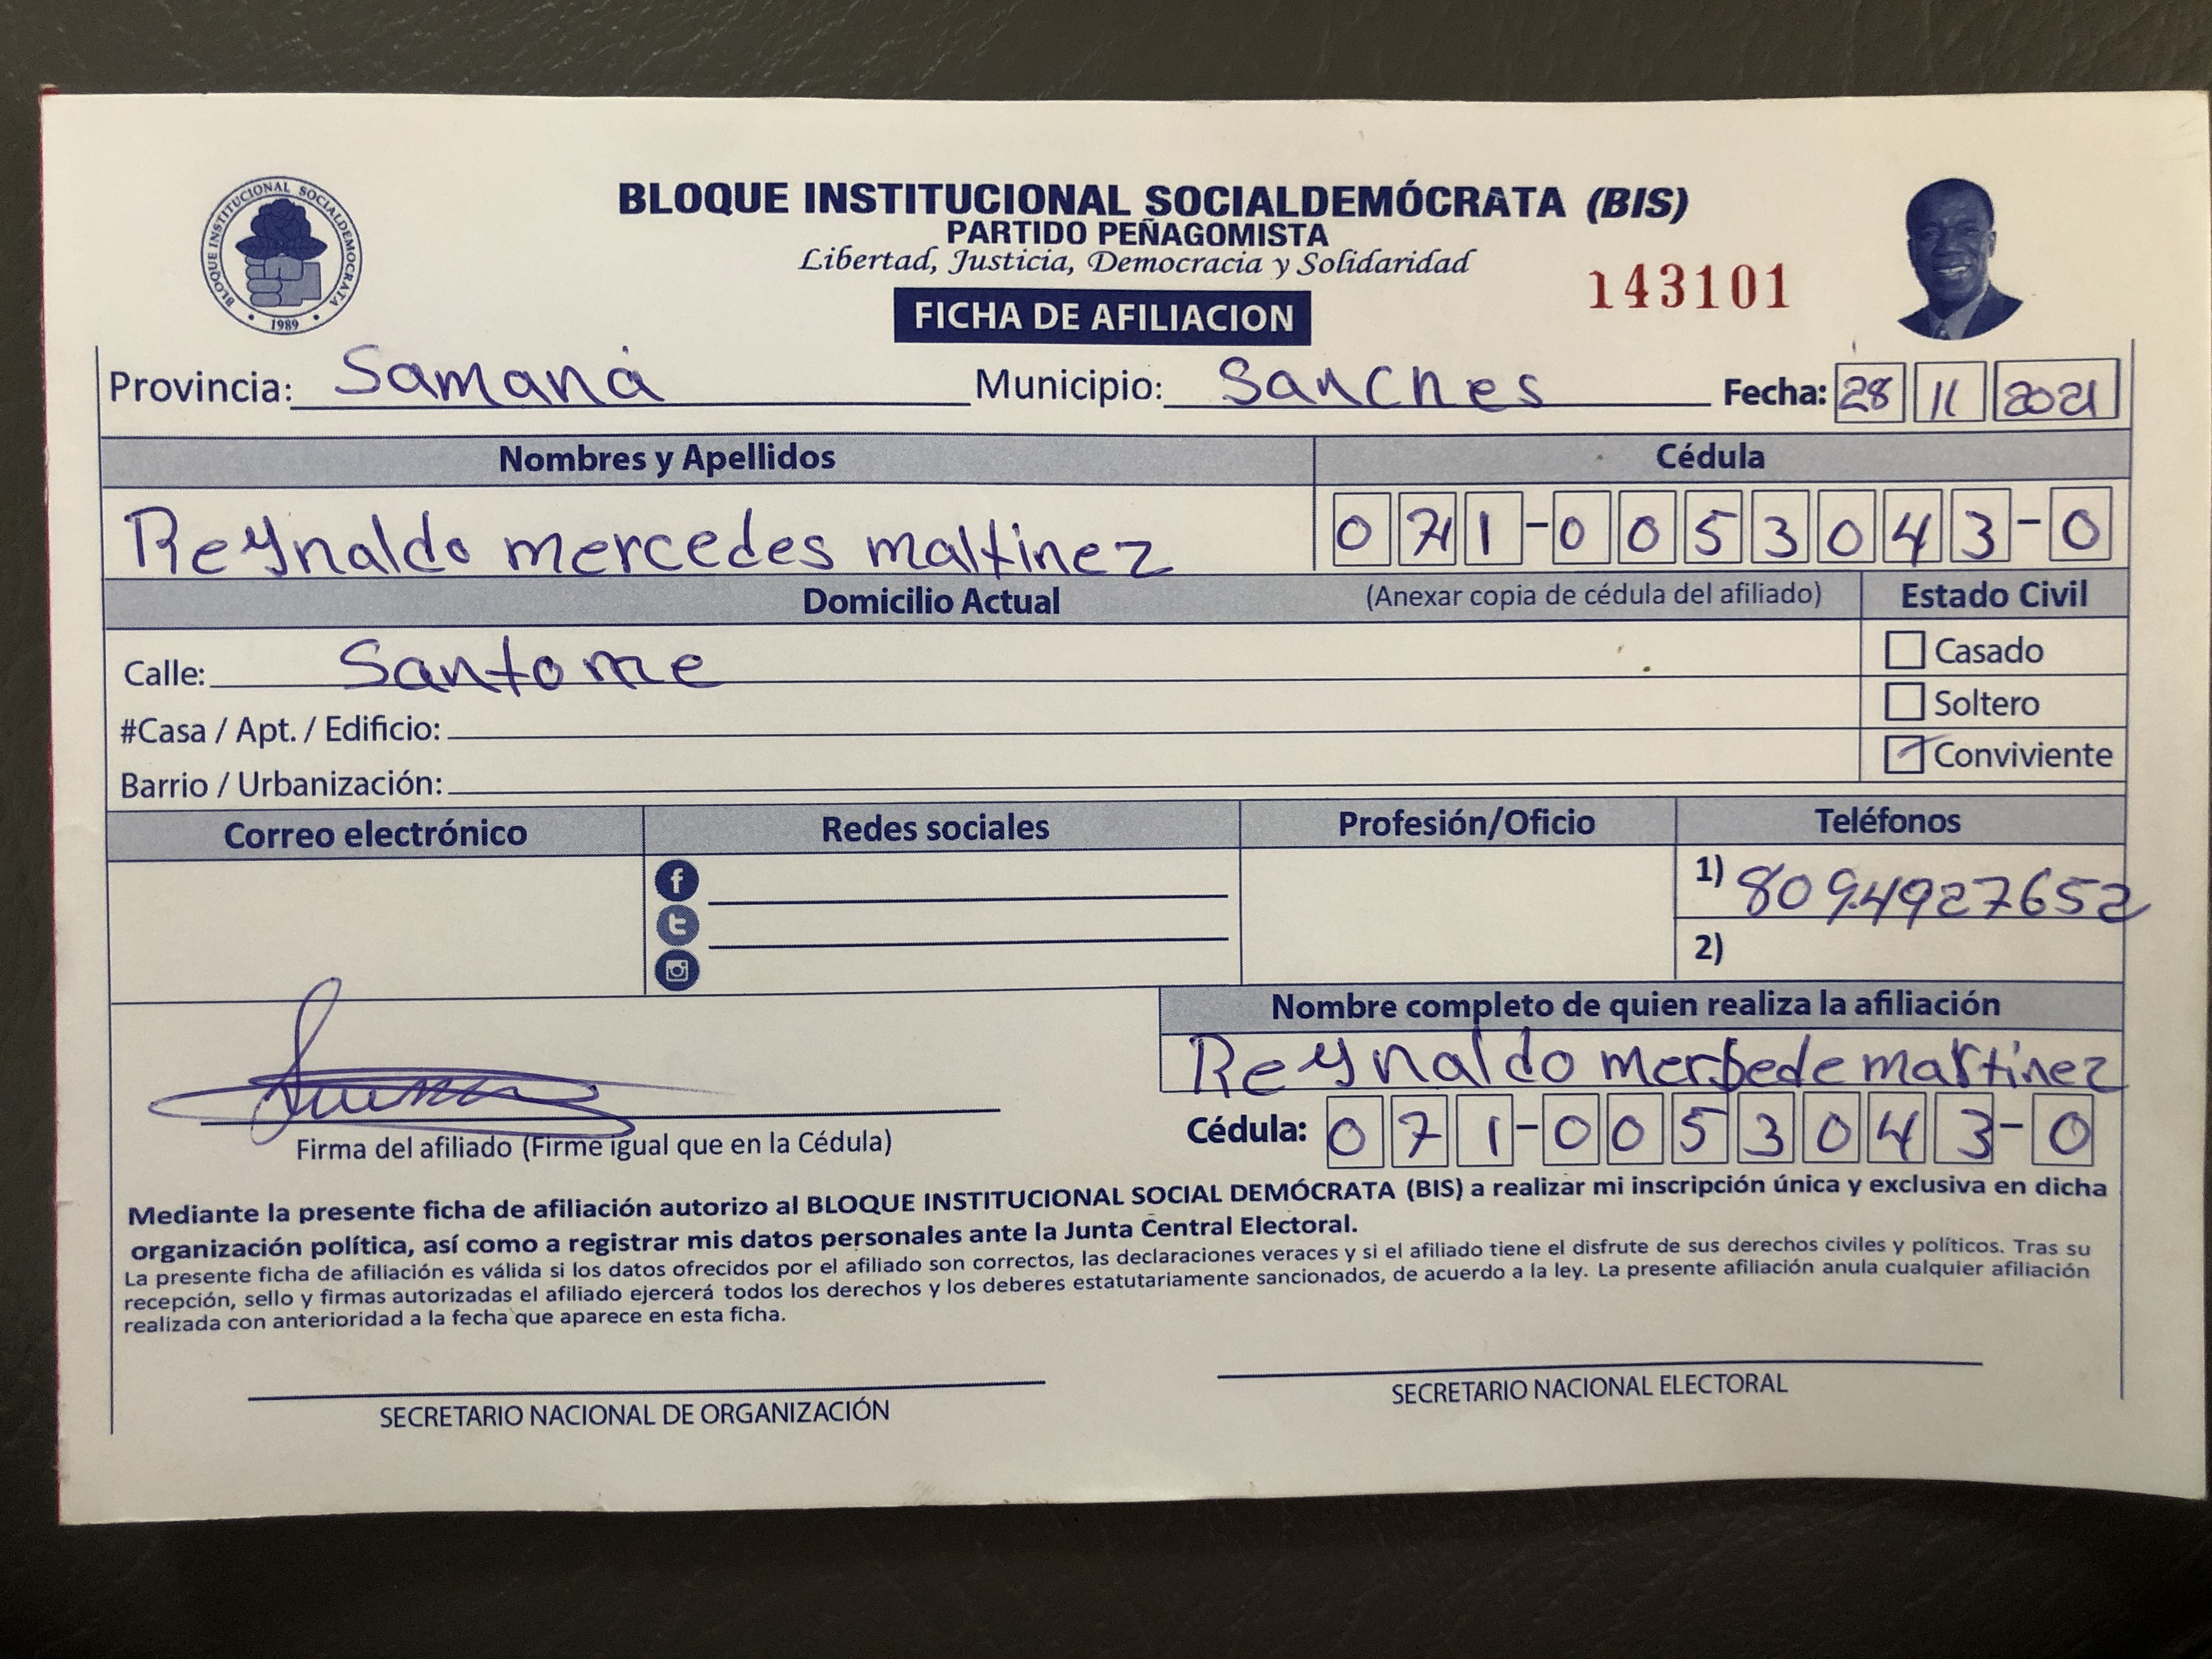 BLOQUE INSTITUCIONAL SOCIALDEMOCRATA
1989
BLOQUE INSTITUCIONAL SOCIALDEMÓCRATA (BIS)
PARTIDO PEÑAGOMISTA
Libertad, Justicia, Democracia y Solidaridad
143101
FICHA DE AFILIACION
Provincia: Samaná Municipio: Sanches Fecha: 28 11 2021
Nombres y Apellidos Cédula
Reynaldo mercedes maltinez 071-0053043-0
Domicilio Actual (Anexar copia de cédula del afiliado) Estado Civil
Calle: Santome Casado
#Casa / Apt. / Edificio: Soltero
Barrio / Urbanización: Conviviente
Correo electrónico Redes sociales Profesión/Oficio Teléfonos
1) 8094927652
2)
Nombre completo de quien realiza la afiliación
Reynaldo martinez
Cédula: 071-0053043-0
Firma del afiliado (Firme igual que en la Cédula)
Mediante la presente ficha de afiliación autorizo al BLOQUE INSTITUCIONAL SOCIAL DEMÓCRATA (BIS) a realizar mi inscripción única y exclusiva en dicha
organización política, así como a registrar mis datos personales ante la Junta Central Electoral.
La presente ficha de afiliación es válida si los datos ofrecidos por el afiliado son correctos, las declaraciones veraces y si el afiliado tiene el disfrute de sus derechos civiles y políticos. Tras su
recepción, sello y firmas autorizadas el afiliado ejercerá todos los derechos y los deberes estatutariamente sancionados, de acuerdo a la ley. La presente afiliación anula cualquier afiliación
realizada con anterioridad a la fecha que aparece en esta ficha.
SECRETARIO NACIONAL DE ORGANIZACIÓN SECRETARIO NACIONAL ELECTORAL